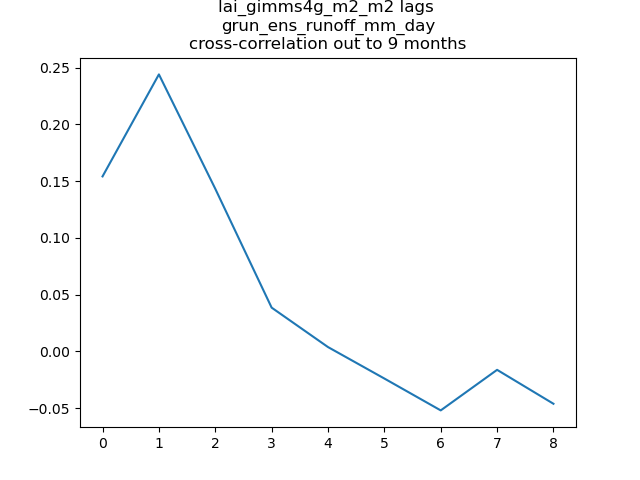 lai_gimms4g_m2_m2 lags
grun_ens_runoff_mm_day
cross-correlation out to 9 months
0.25
0.20
0.15
0.10
0.05
0.00
−0.05
0 1 2 3 4 5 6 7 8